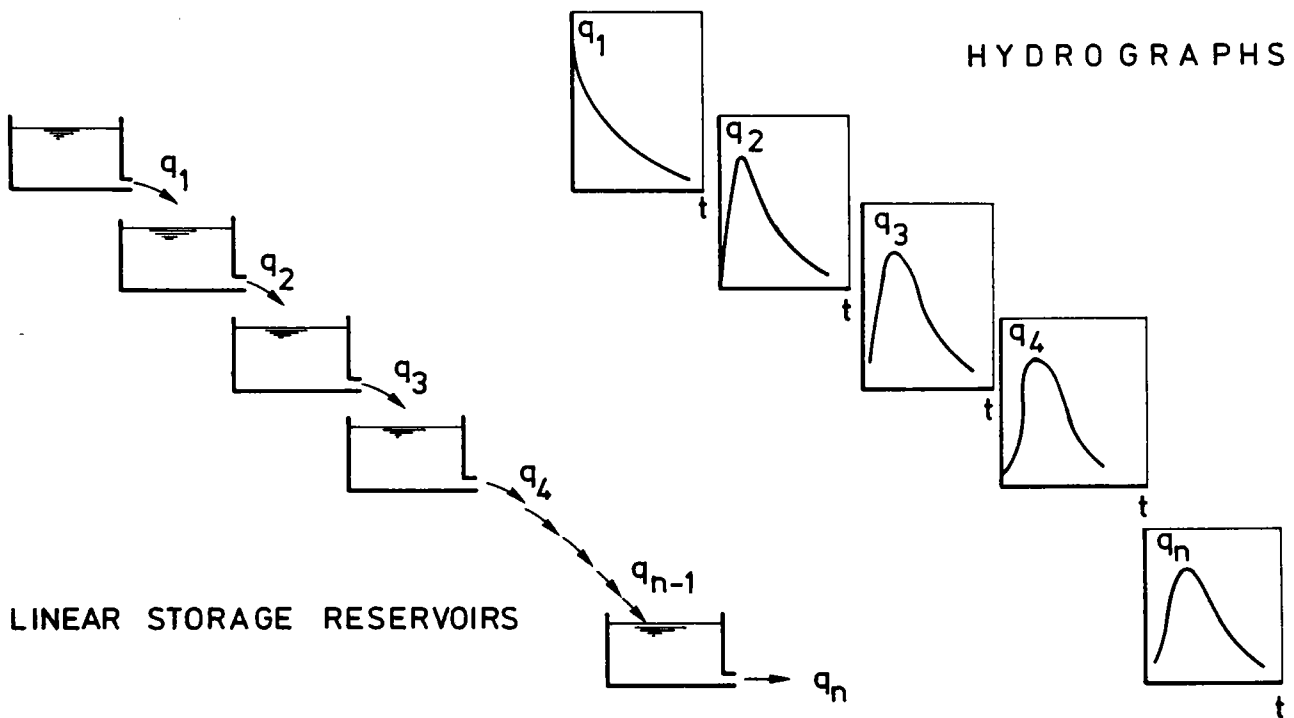 HYDROGRAPHS
q1
q2
q3
q4
qn-1
qn
LINEAR STORAGE RESERVOIRS
q1
t
q2
t
q3
t
q4
t
qn
t